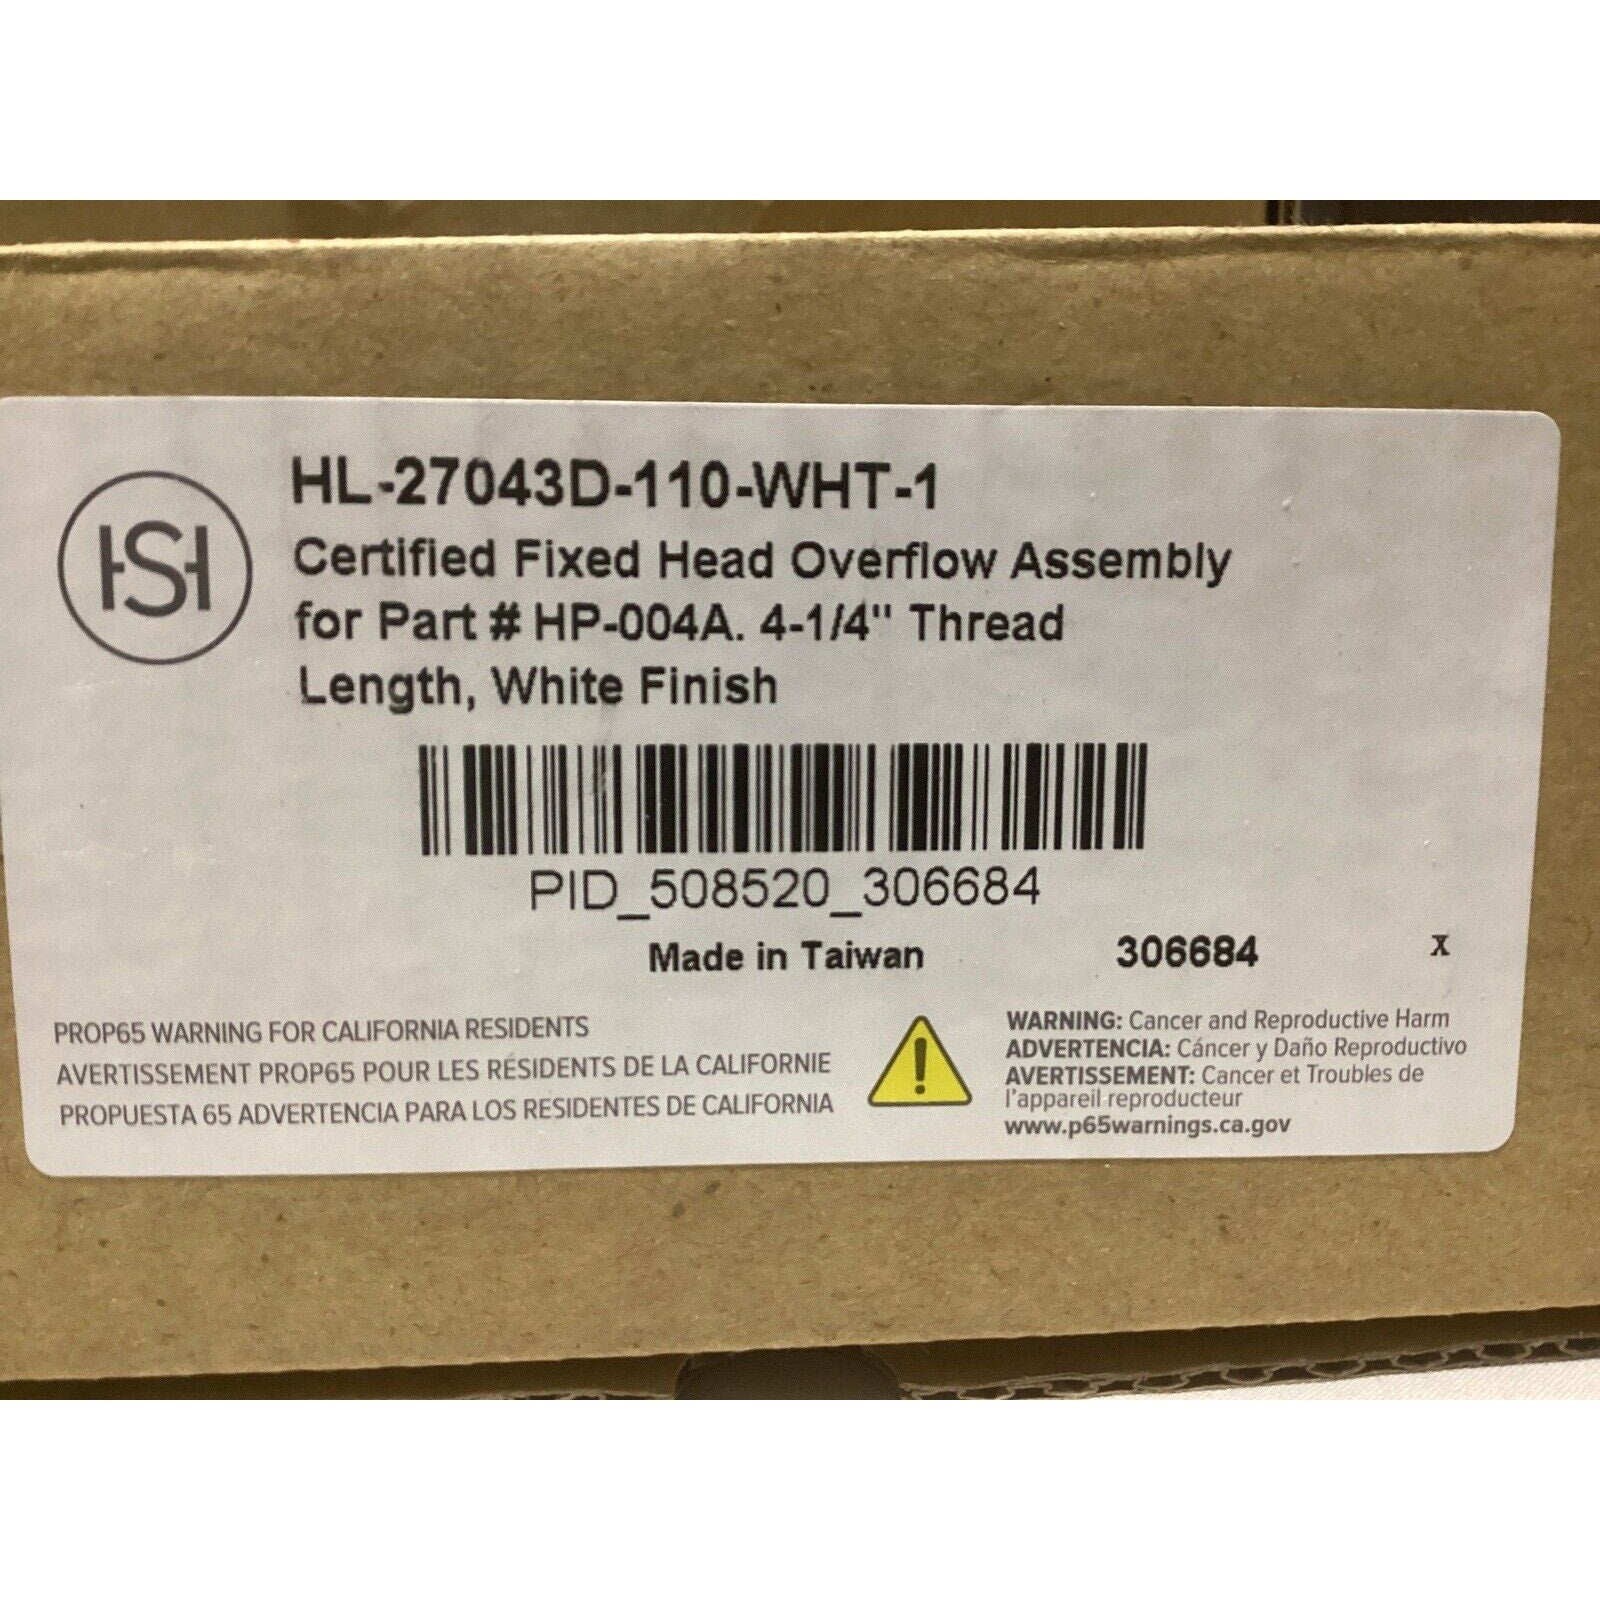 HSH
HL-27043D-110-WHT-1
Certified Fixed Head Overflow Assembly
for Part # HP-004A. 4-1/4" Thread
Length, White Finish
PID_508520_306684
Made in Taiwan 306684 X
PROP65 WARNING FOR CALIFORNIA RESIDENTS
AVERTISSEMENT PROP65 POUR LES RÉSIDENTS DE LA CALIFORNIE
PROPUESTA 65 ADVERTENCIA PARA LOS RESIDENTES DE CALIFORNIA
WARNING: Cancer and Reproductive Harm
ADVERTENCIA: Cáncer y Daño Reproductivo
AVERTISSEMENT: Cancer et Troubles de
l'appareil reproducteur
www.p65warnings.ca.gov